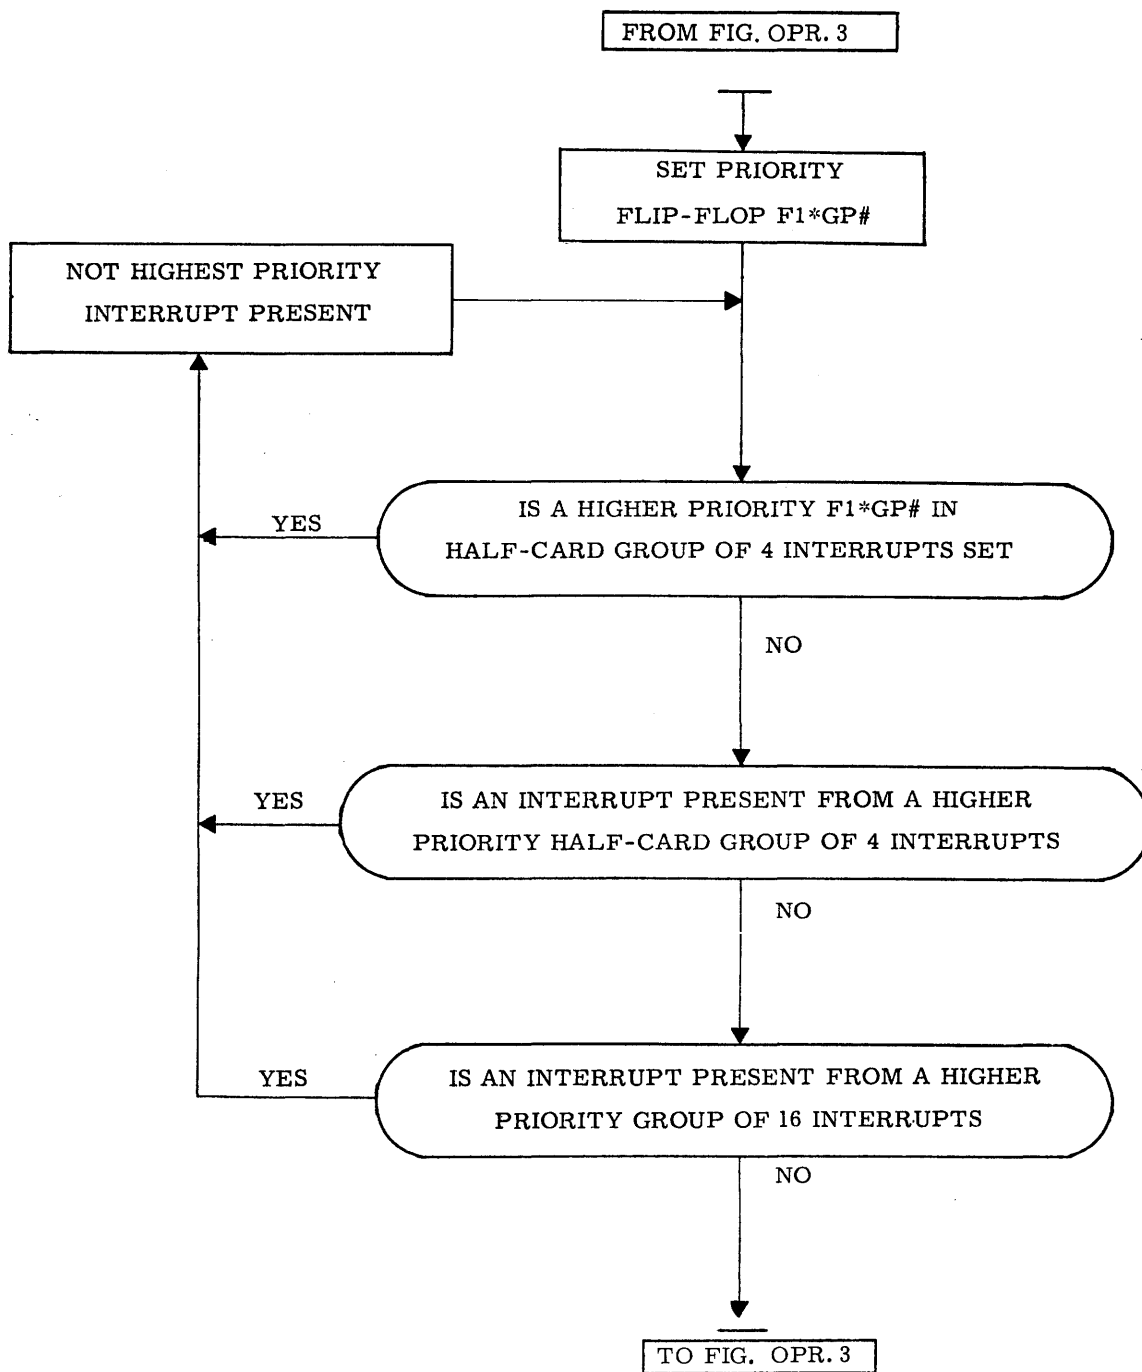 FROM FIG. OPR. 3
SET PRIORITY
FLIP-FLOP F1*GP#
NOT HIGHEST PRIORITY
INTERRUPT PRESENT
IS A HIGHER PRIORITY F1*GP# IN
HALF-CARD GROUP OF 4 INTERRUPTS SET
YES
NO
IS AN INTERRUPT PRESENT FROM A HIGHER
PRIORITY HALF-CARD GROUP OF 4 INTERRUPTS
YES
NO
IS AN INTERRUPT PRESENT FROM A HIGHER
PRIORITY GROUP OF 16 INTERRUPTS
YES
NO
TO FIG. OPR. 3